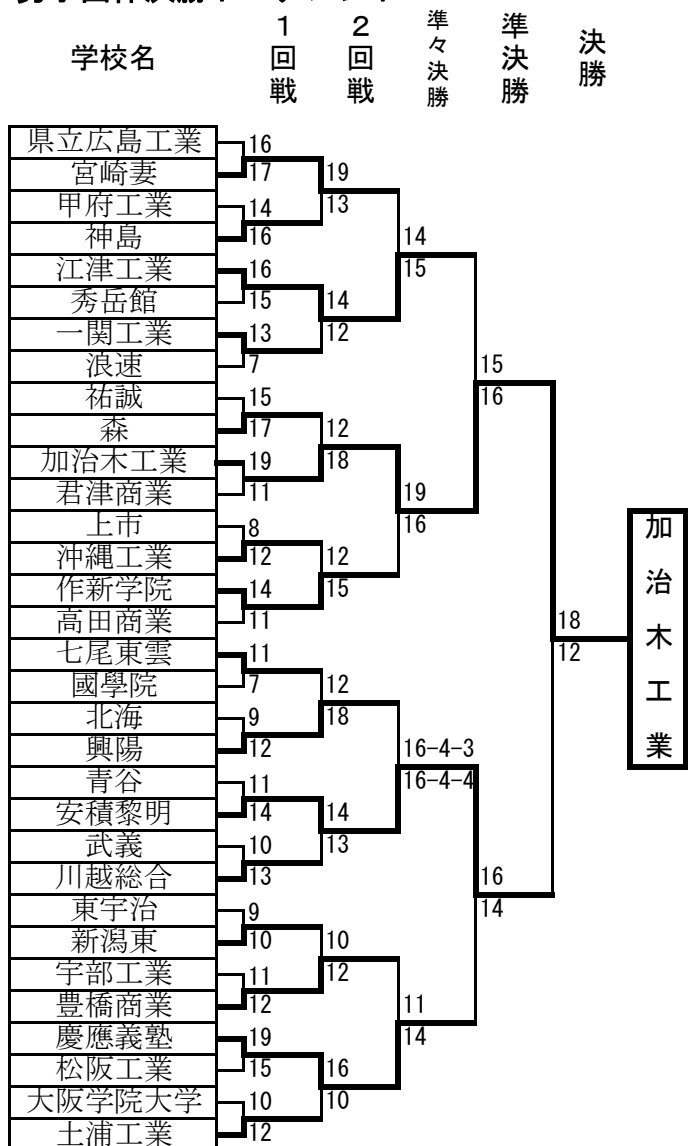 学校名
1回戦
2回戦
準々決勝
準決勝
決勝
県立広島工業
16
宮崎妻
17
19
甲府工業
14
13
神島
16
14
江津工業
16
15
秀岳館
15
14
一関工業
13
12
浪速
7
15
祐誠
15
16
森
17
12
加治木工業
19
18
君津商業
11
19
上市
8
16
沖縄工業
12
12
作新学院
14
15
高田商業
11
18
七尾東雲
11
12
國學院
7
12
北海
9
18
興陽
12
16-4-3
青谷
11
16-4-4
安積黎明
14
14
武義
10
13
川越総合
13
16
東宇治
9
14
新潟東
10
10
宇部工業
11
12
豊橋商業
12
11
慶應義塾
19
14
松阪工業
15
16
大阪学院大学
10
10
土浦工業
12
加治木工業